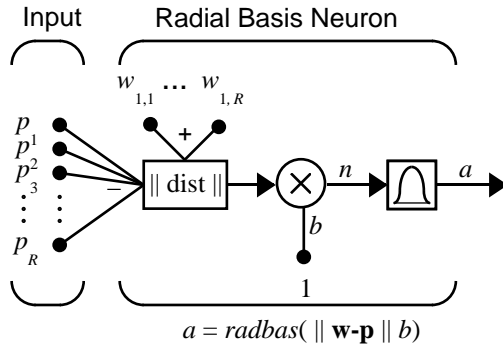 Input
Radial Basis Neuron
w1,1 ... w1,R
p
p1
p2
p3
+
−
|| dist ||
×
n
a
b
pR
1
a = radbas( || w-p || b)